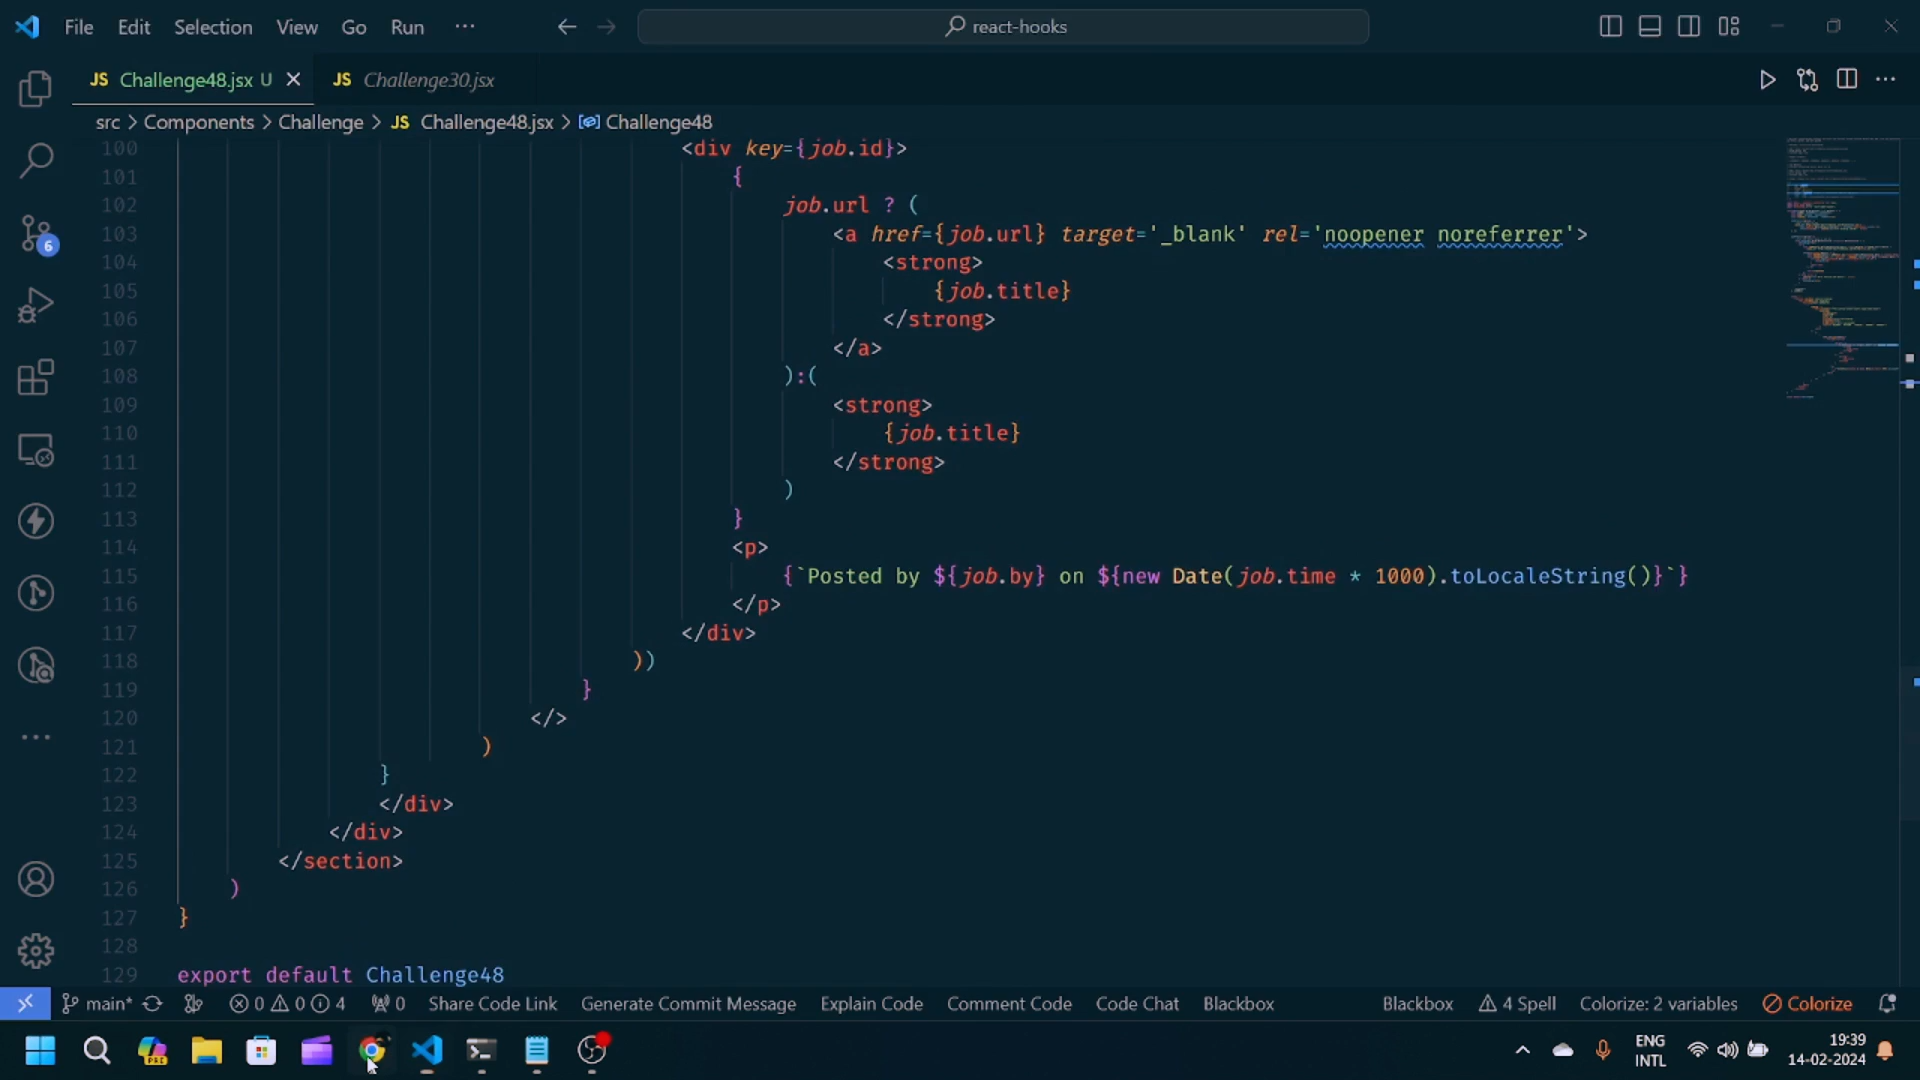 File Edit Selection View Go Run ··· react-hooks
JS Challenge48.jsx U JS Challenge30.jsx
src > Components > Challenge > JS Challenge48.jsx > Challenge48
100 <div key={job.id}>
101 {
102 job.url ? (
103 <a href={job.url} target='_blank' rel='noopener noreferrer'>
104 <strong>
105 {job.title}
106 </strong>
107 </a>
108 ):(
109 <strong>
110 {job.title}
111 </strong>
112 )
113 }
114 <p>
115 {`Posted by ${job.by} on ${new Date(job.time * 1000).toLocaleString()}`}
116 </p>
117 </div>
118 ))
119 }
120 </>
121 )
122 }
123 </div>
124 </div>
125 </section>
126 )
127 }
128
129 export default Challenge48
6
main* 0 0 4 0 Share Code Link Generate Commit Message Explain Code Comment Code Code Chat Blackbox Blackbox 4 Spell Colorize: 2 variables Colorize
PRE ENG INTL 19:39
14-02-2024